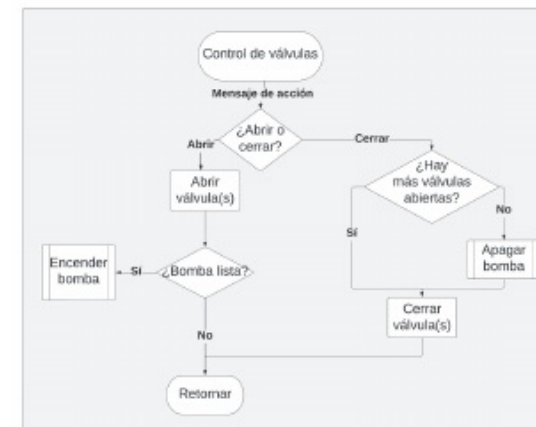 Control de válvulas
Mensaje de acción
¿Abrir o
cerrar?
Abrir
Cerrar
Abrir
válvula(s)
¿Hay
más válvulas
abiertas?
Sí
No
Encender
bomba
Sí
¿Bomba lista?
Apagar
bomba
Cerrar
válvula(s)
No
Retornar